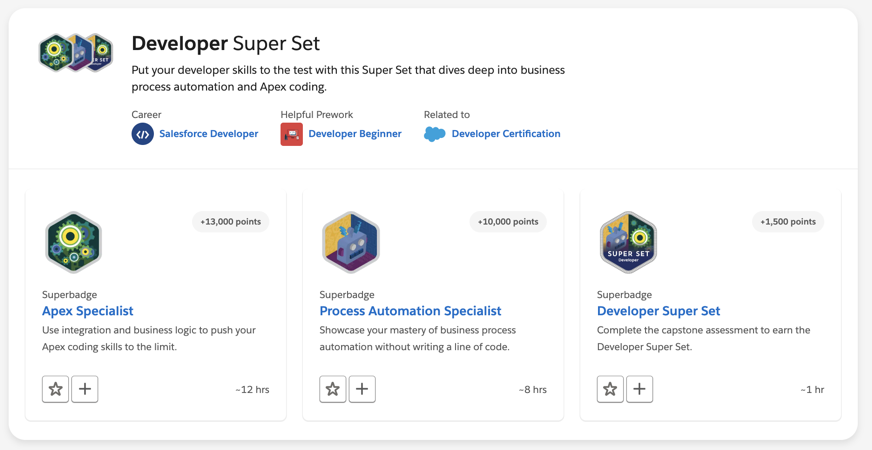 Developer Super Set
Put your developer skills to the test with this Super Set that dives deep into business
process automation and Apex coding.
Career
Helpful Prework
Related to
Salesforce Developer
Developer Beginner
Developer Certification
+13,000 points
+10,000 points
+1,500 points
SUPER SET
Developer
Superbadge
Apex Specialist
Use integration and business logic to push your
Apex coding skills to the limit.
~12 hrs
Superbadge
Process Automation Specialist
Showcase your mastery of business process
automation without writing a line of code.
~8 hrs
Superbadge
Developer Super Set
Complete the capstone assessment to earn the
Developer Super Set.
~1 hr